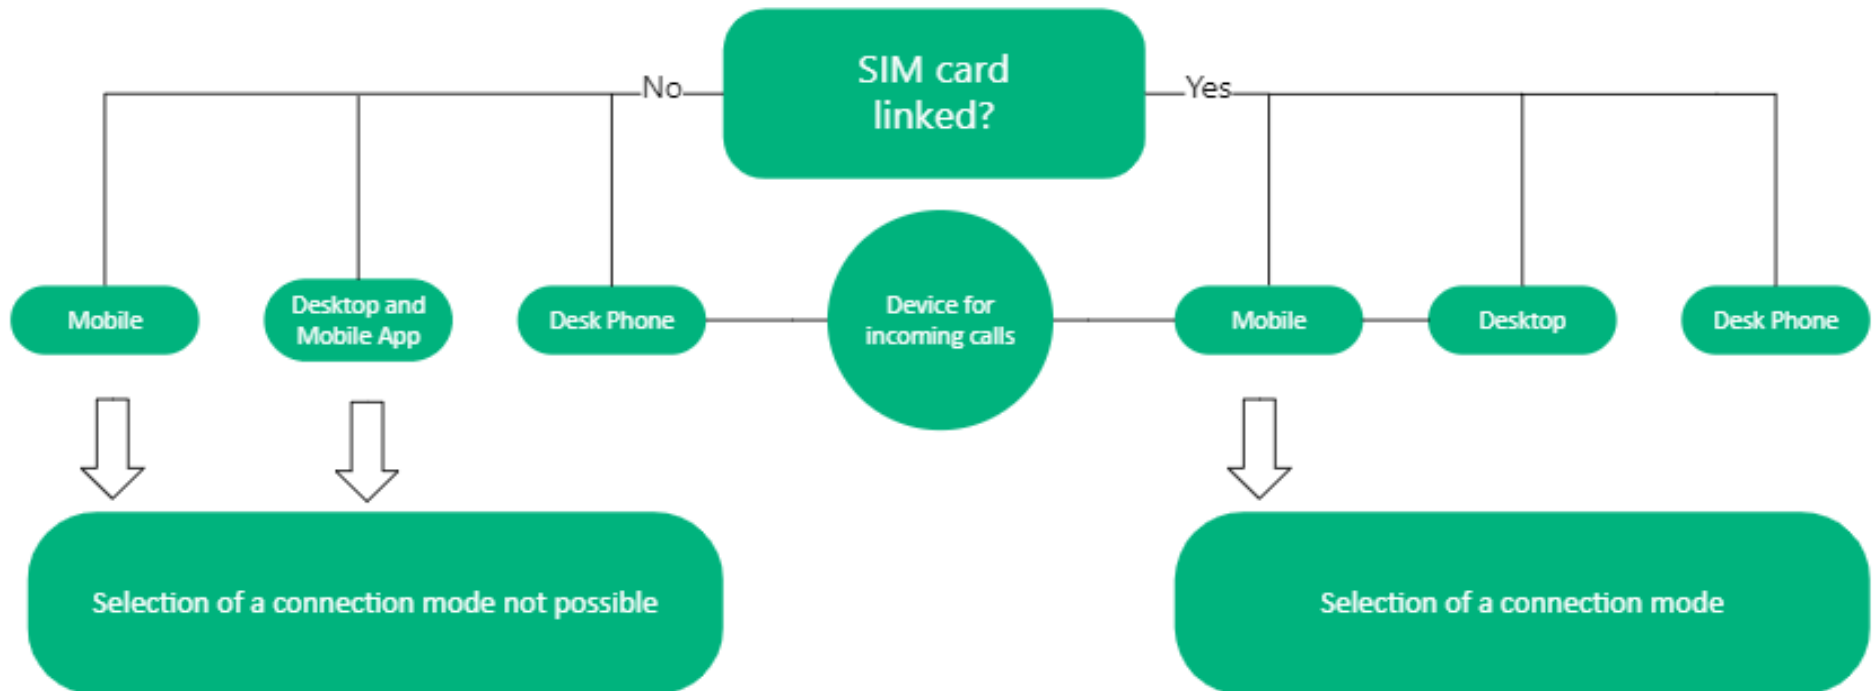 SIM card
linked?
No
Yes
Mobile
Desktop and
Mobile App
Desk Phone
Device for
incoming calls
Mobile
Desktop
Desk Phone
Selection of a connection mode not possible
Selection of a connection mode